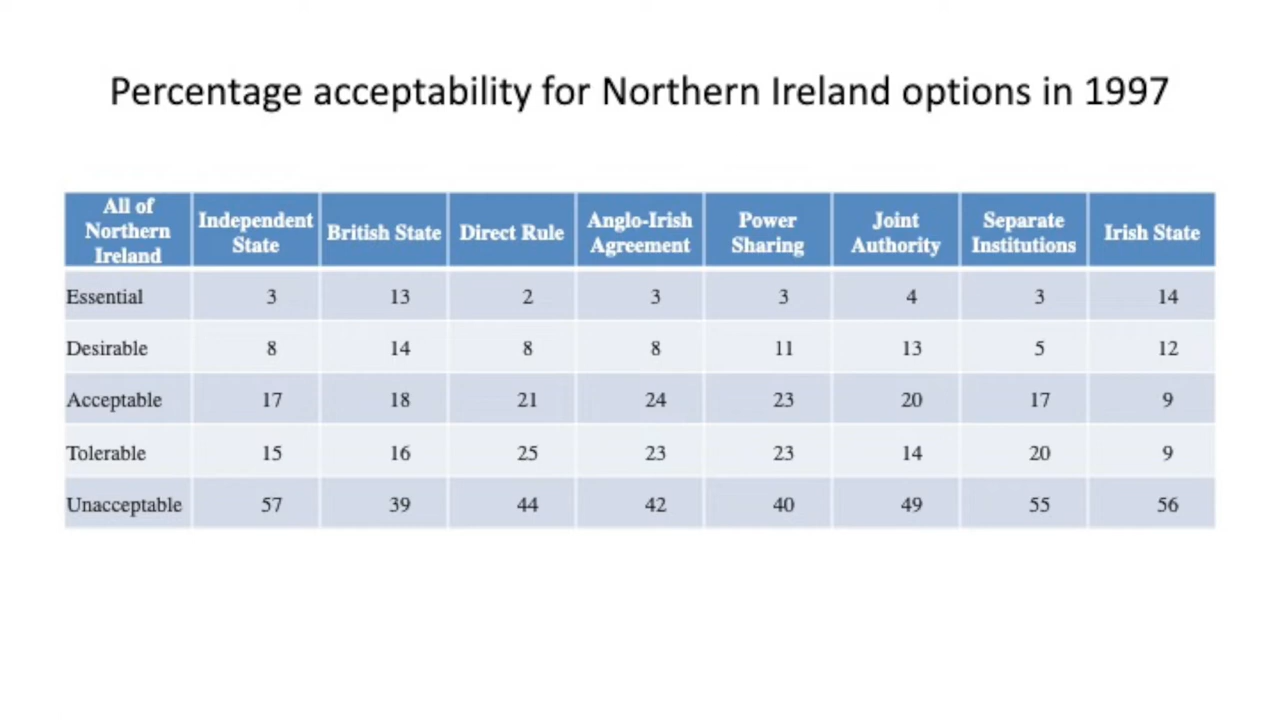 Percentage acceptability for Northern Ireland options in 1997
All of Northern Ireland Independent State British State Direct Rule Anglo-Irish Agreement Power Sharing Joint Authority Separate Institutions Irish State
Essential 3 13 2 3 3 4 3 14
Desirable 8 14 8 8 11 13 5 12
Acceptable 17 18 21 24 23 20 17 9
Tolerable 15 16 25 23 23 14 20 9
Unacceptable 57 39 44 42 40 49 55 56